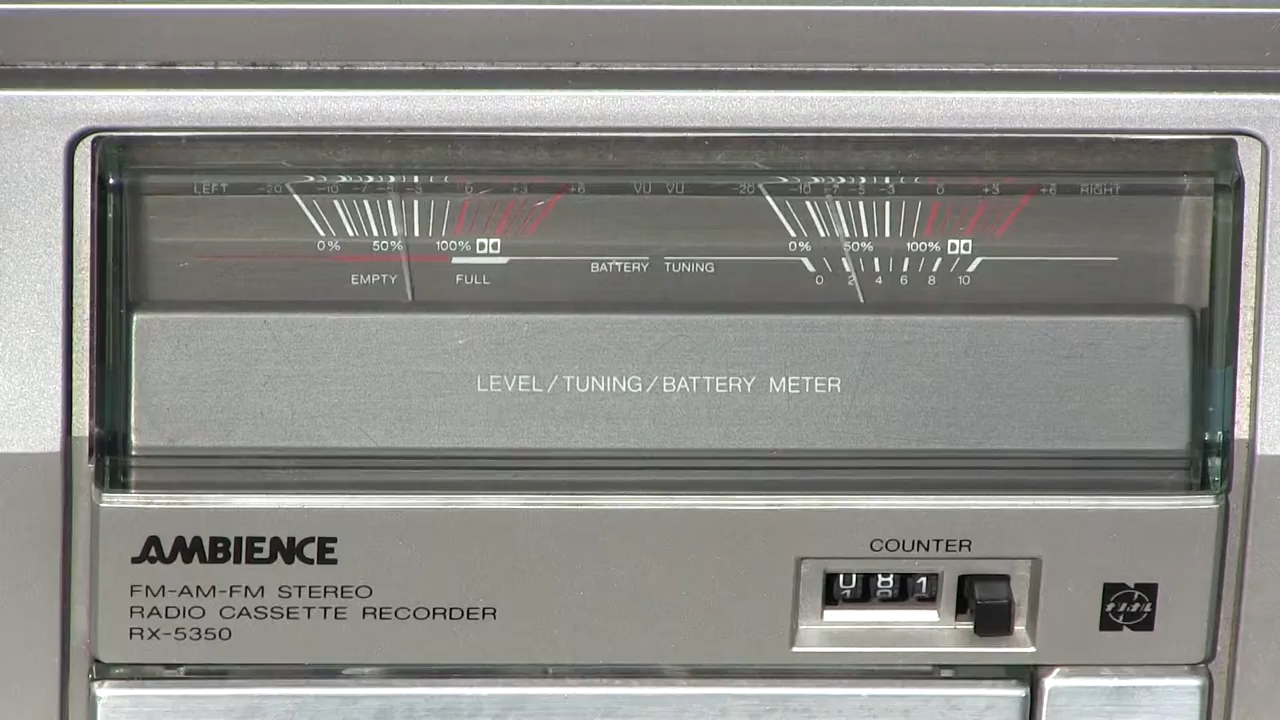 LEFT -20 -10 -7 -5 -3 0 +3 +6 VU VU -20 -10 -7 -5 -3 0 +3 +6 RIGHT
0% 50% 100% 0% 50% 100%
BATTERY TUNING
EMPTY FULL 0 2 4 6 8 10
LEVEL/TUNING/BATTERY METER
AMBIENCE
COUNTER
FM-AM-FM STEREO
RADIO CASSETTE RECORDER
RX-5350
081